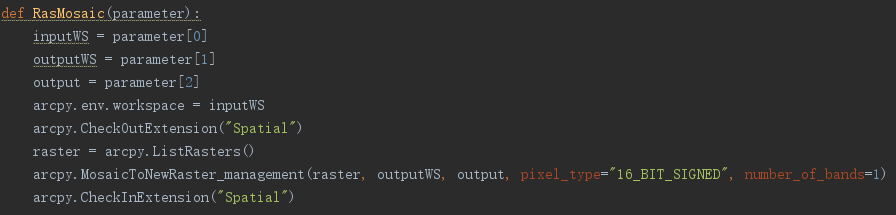 def RasMosaic(parameter):
    inputWS = parameter[0]
    outputWS = parameter[1]
    output = parameter[2]
    arcpy.env.workspace = inputWS
    arcpy.CheckOutExtension("Spatial")
    raster = arcpy.ListRasters()
    arcpy.MosaicToNewRaster_management(raster, outputWS, output, pixel_type="16_BIT_SIGNED", number_of_bands=1)
    arcpy.CheckInExtension("Spatial")